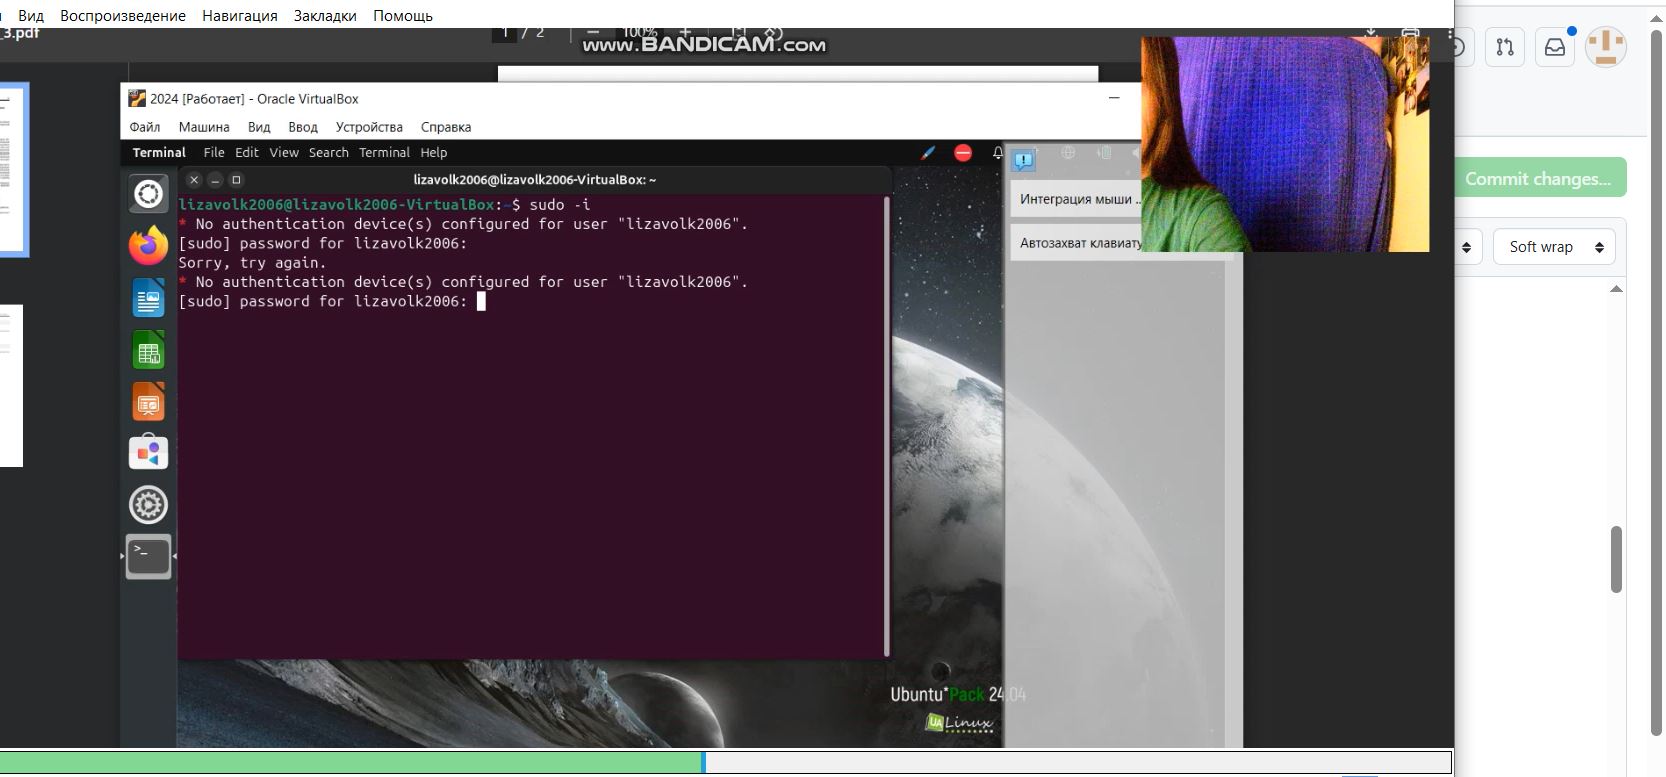 Вид Воспроизведение Навигация Закладки Помощь
_3.pdf
1 / 2
100%
www.BANDICAM.com
2024 [Работает] - Oracle VirtualBox
Файл Машина Вид Ввод Устройства Справка
Terminal File Edit View Search Terminal Help
lizavolk2006@lizavolk2006-VirtualBox: ~
lizavolk2006@lizavolk2006-VirtualBox:~$ sudo -i
* No authentication device(s) configured for user "lizavolk2006".
[sudo] password for lizavolk2006:
Sorry, try again.
* No authentication device(s) configured for user "lizavolk2006".
[sudo] password for lizavolk2006:
Интеграция мыши ..
Автозахват клавиату
Commit changes...
Soft wrap
Ubuntu*Pack 24.04
UALinux